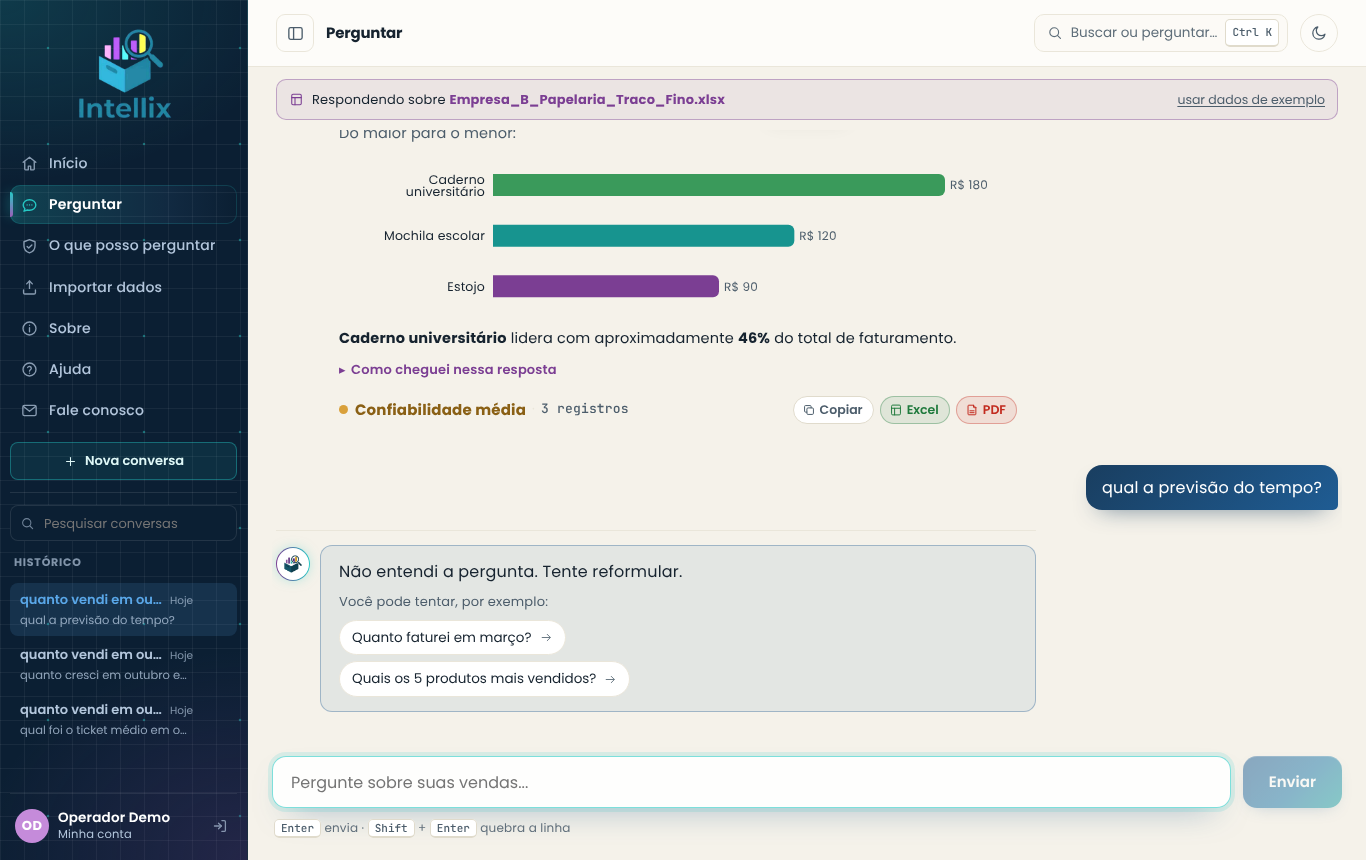 Intellix
Início
Perguntar
O que posso perguntar
Importar dados
Sobre
Ajuda
Fale conosco
+ Nova conversa
Pesquisar conversas
HISTÓRICO
quanto vendi em ou... Hoje
qual a previsão do tempo?
quanto vendi em ou... Hoje
quanto cresci em outubro e...
quanto vendi em ou... Hoje
qual foi o ticket médio em o...
OD
Operador Demo
Minha conta
Perguntar
Buscar ou perguntar... Ctrl K
Respondendo sobre Empresa_B_Papelaria_Traco_Fino.xlsx
usar dados de exemplo
Do maior para o menor:
Caderno
universitário
R$ 180
Mochila escolar
R$ 120
Estojo
R$ 90
Caderno universitário lidera com aproximadamente 46% do total de faturamento.
▸ Como cheguei nessa resposta
Confiabilidade média 3 registros
Copiar
Excel
PDF
qual a previsão do tempo?
Não entendi a pergunta. Tente reformular.
Você pode tentar, por exemplo:
Quanto faturei em março? →
Quais os 5 produtos mais vendidos? →
Pergunte sobre suas vendas...
Enviar
Enter envia · Shift + Enter quebra a linha